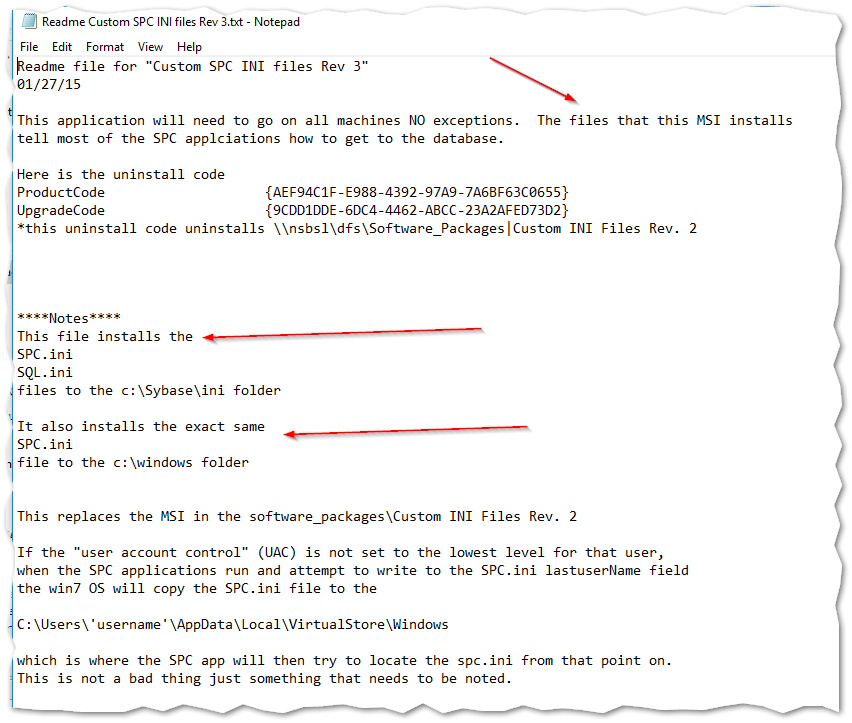 Readme Custom SPC INI files Rev 3.txt - Notepad
File Edit Format View Help
Readme file for "Custom SPC INI files Rev 3"
01/27/15
This application will need to go on all machines NO exceptions.  The files that this MSI installs
tell most of the SPC applciations how to get to the database.
Here is the uninstall code
ProductCode {AEF94C1F-E988-4392-97A9-7A6BF63C0655}
UpgradeCode {9CDD1DDE-6DC4-4462-ABCC-23A2AFED73D2}
*this uninstall code uninstalls \\nsbsl\dfs\Software_Packages|Custom INI Files Rev. 2
****Notes****
This file installs the
SPC.ini
SQL.ini
files to the c:\Sybase\ini folder
It also installs the exact same
SPC.ini
file to the c:\windows folder
This replaces the MSI in the software_packages\Custom INI Files Rev. 2
If the "user account control" (UAC) is not set to the lowest level for that user,
when the SPC applications run and attempt to write to the SPC.ini lastuserName field
the win7 OS will copy the SPC.ini file to the
C:\Users\'username'\AppData\Local\VirtualStore\Windows
which is where the SPC app will then try to locate the spc.ini from that point on.
This is not a bad thing just something that needs to be noted.